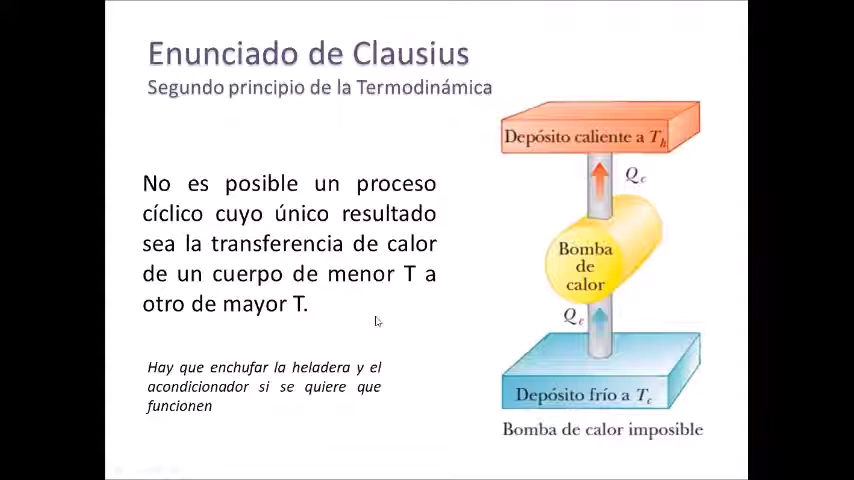 Enunciado de Clausius
Segundo principio de la Termodinámica
No es posible un proceso
cíclico cuyo único resultado
sea la transferencia de calor
de un cuerpo de menor T a
otro de mayor T.
Hay que enchufar la heladera y el
acondicionador si se quiere que
funcionen
Depósito caliente a Th
Qc
Bomba
de
calor
Qc
Depósito frío a Tc
Bomba de calor imposible